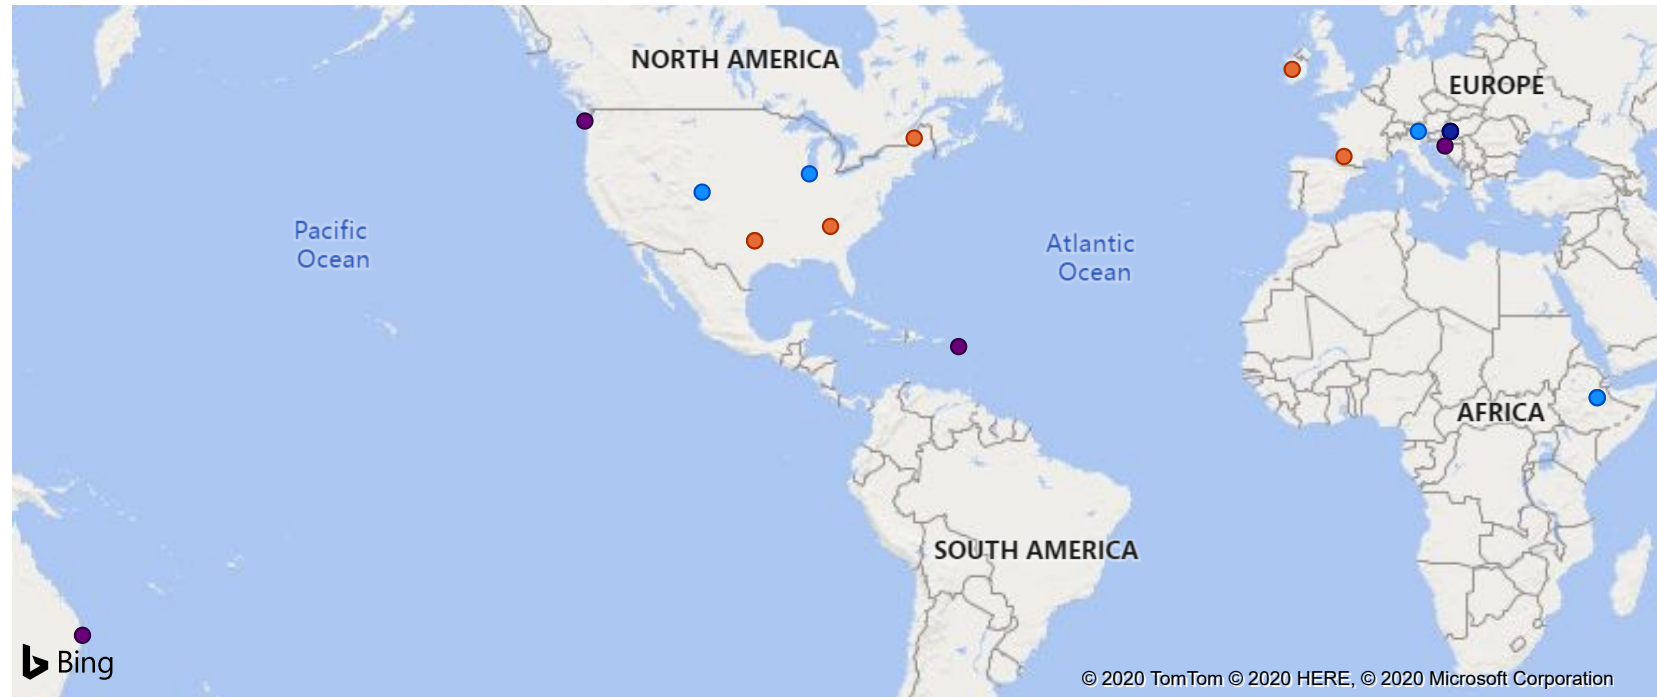 NORTH AMERICA
EUROPE
Pacific
Ocean
Atlantic
Ocean
AFRICA
SOUTH AMERICA
Bing
© 2020 TomTom © 2020 HERE, © 2020 Microsoft Corporation